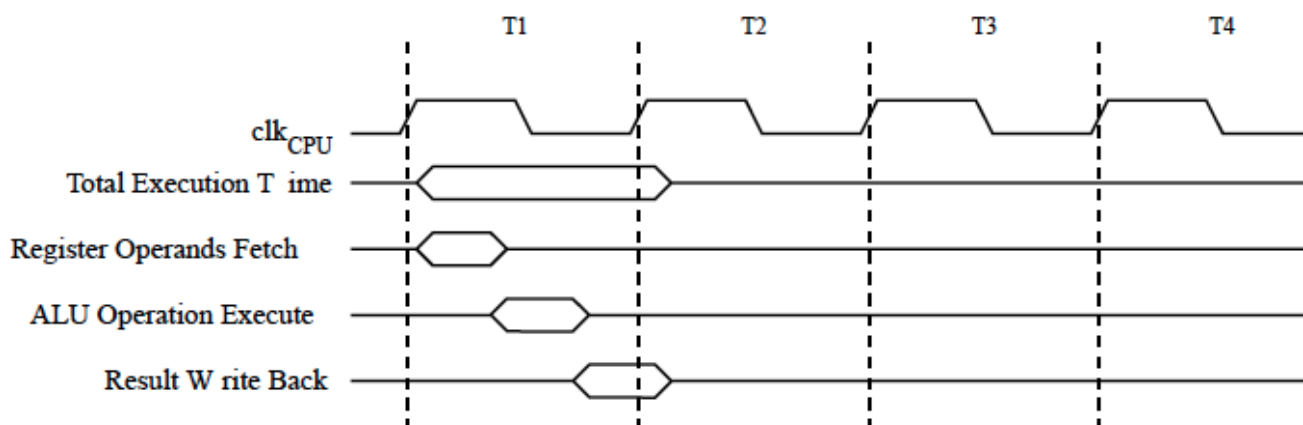 T1 T2 T3 T4
clkCPU
Total Execution T ime
Register Operands Fetch
ALU Operation Execute
Result W rite Back